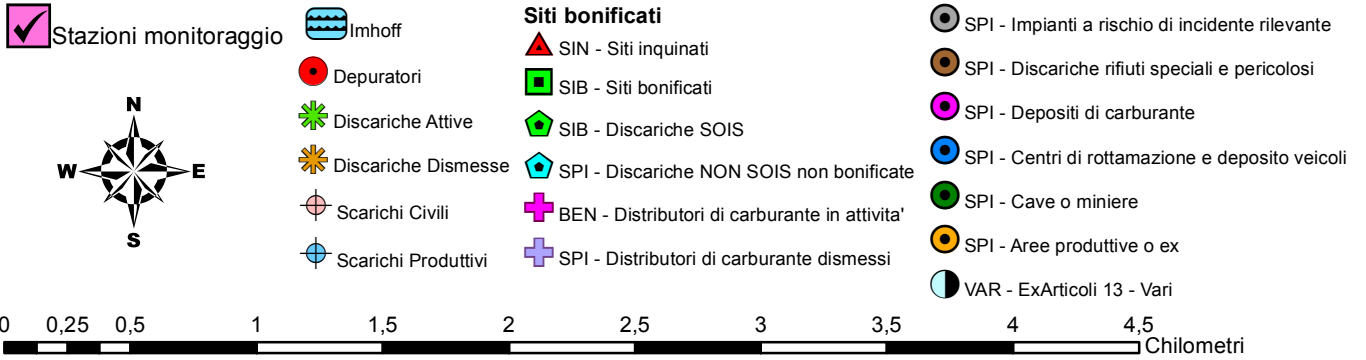 Stazioni monitoraggio
N
W E
S
Imhoff
Depuratori
Discariche Attive
Discariche Dismesse
Scarichi Civili
Scarichi Produttivi
Siti bonificati
SIN - Siti inquinati
SIB - Siti bonificati
SIB - Discariche SOIS
SPI - Discariche NON SOIS non bonificate
BEN - Distributori di carburante in attivita'
SPI - Distributori di carburante dismessi
SPI - Impianti a rischio di incidente rilevante
SPI - Discariche rifiuti speciali e pericolosi
SPI - Depositi di carburante
SPI - Centri di rottamazione e deposito veicoli
SPI - Cave o miniere
SPI - Aree produttive o ex
VAR - ExArticoli 13 - Vari
0 0,25 0,5 1 1,5 2 2,5 3 3,5 4 4,5
Chilometri